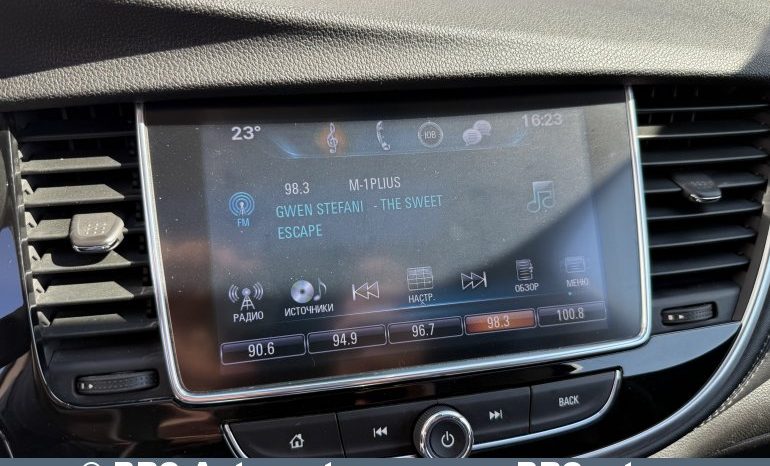 23° 16:23
98.3 M-1PLIUS
GWEN STEFANI - THE SWEET
ESCAPE
FM
РАДИО ИСТОЧНИКИ НАСТР. ОБЗОР МЕНЮ
90.6 94.9 96.7 98.3 100.8
BACK